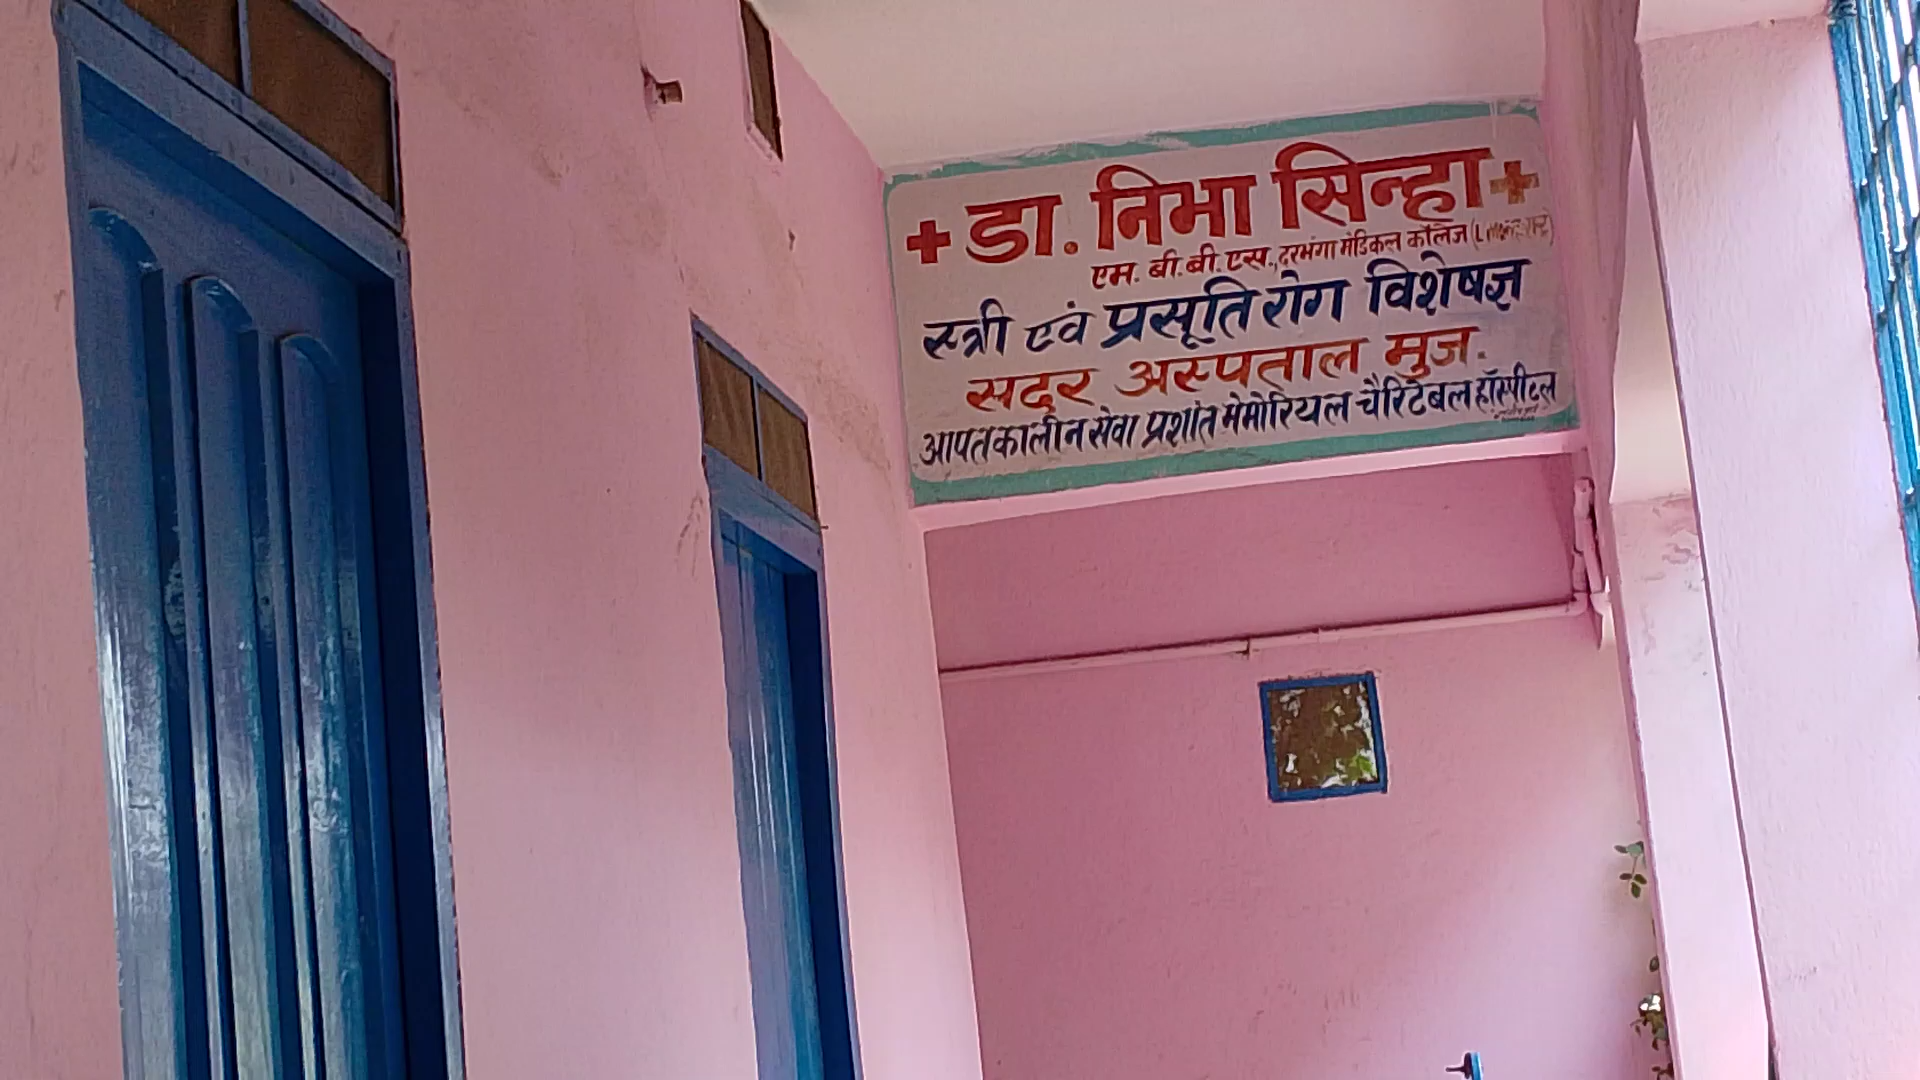 + डा. निभा सिन्हा +
एम. बी. बी. एस., दरभंगा मेडिकल कॉलेज
स्त्री एवं प्रसूति रोग विशेषज्ञ
सदर अस्पताल मुज.
आपतकालीन सेवा प्रशांत मेमोरियल चैरिटेबल हॉस्पीटल